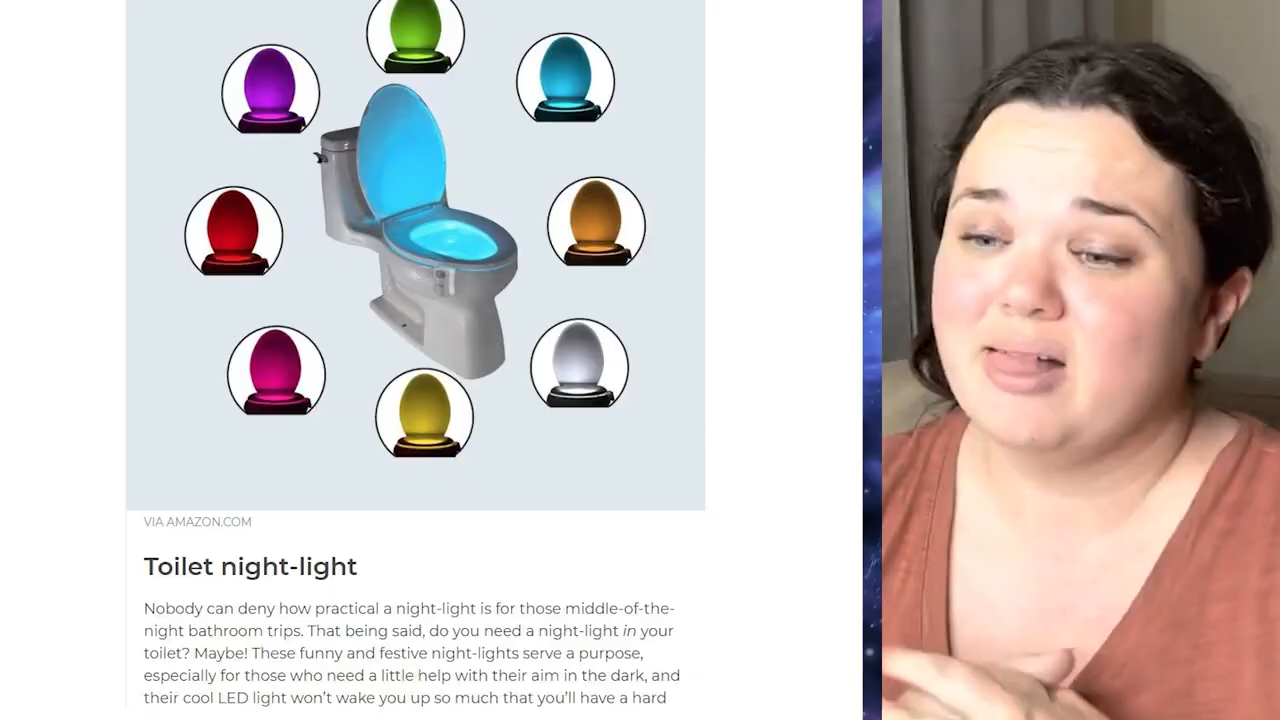 VIA AMAZON.COM
Toilet night-light
Nobody can deny how practical a night-light is for those middle-of-the-
night bathroom trips. That being said, do you need a night-light in your
toilet? Maybe! These funny and festive night-lights serve a purpose,
especially for those who need a little help with their aim in the dark, and
their cool LED light won’t wake you up so much that you’ll have a hard